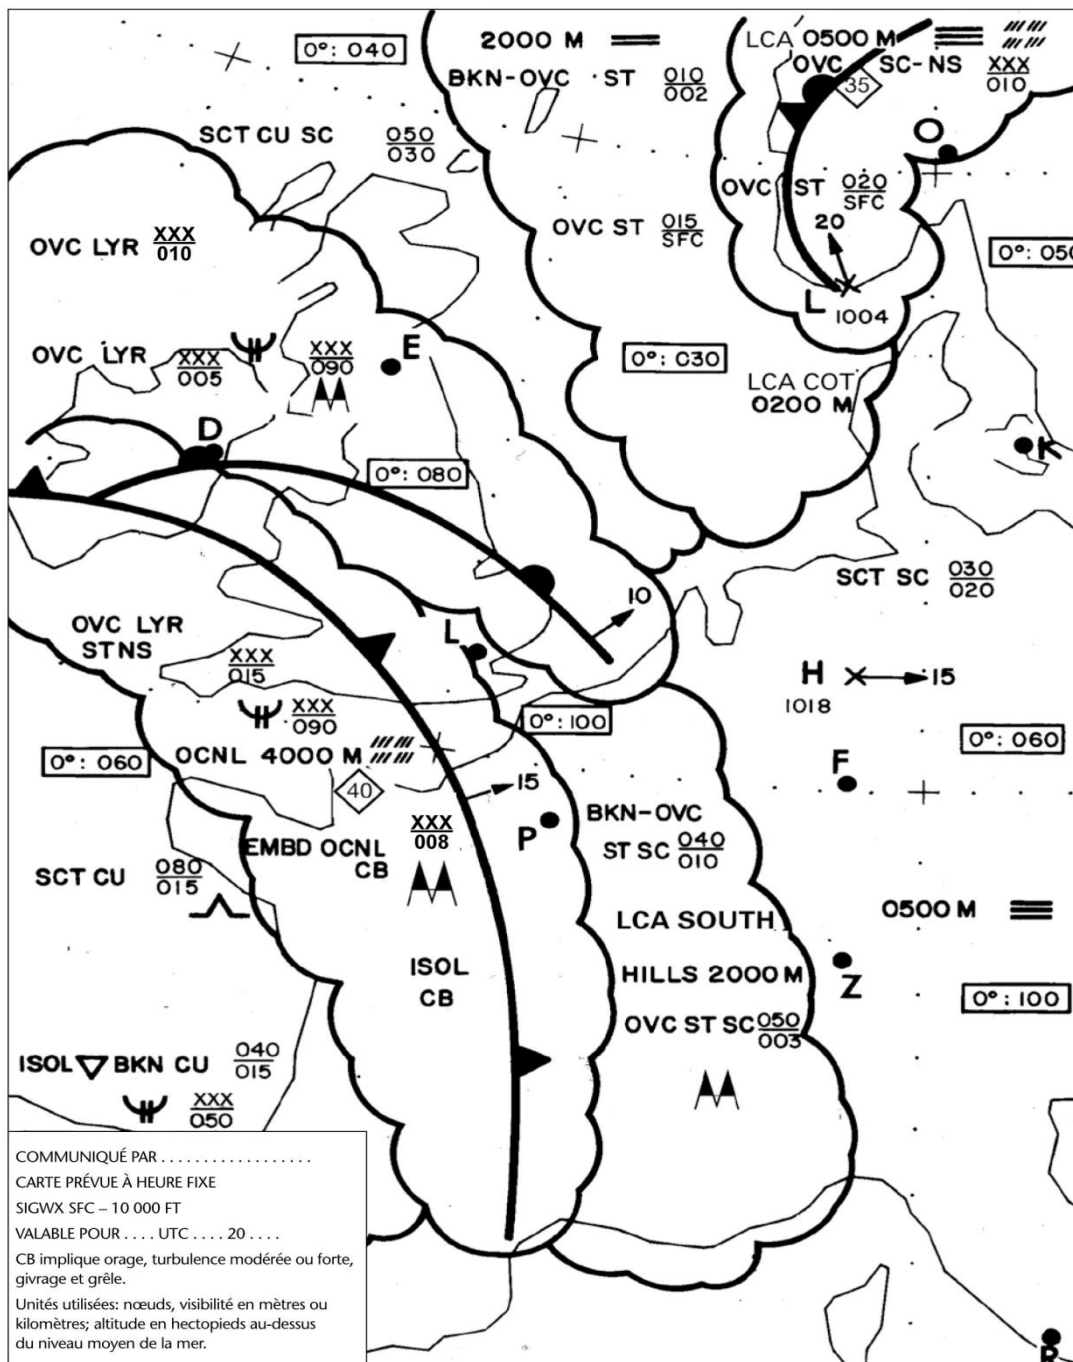 0°: 040
2000 M
BKN-OVC ST 010
002
LCA 0500 M
OVC SC-NS XXX
010
35
SCT CU SC 050
030
O
OVC ST 020
SFC
20
OVC LYR XXX
010
OVC ST 015
SFC
0°: 050
L
1004
OVC LYR XXX
005
XXX
090
E
0°: 030
LCA COT
0200 M
D
K
0°: 080
SCT SC 030
020
10
OVC LYR
ST NS
L
XXX
015
H
1018
15
XXX
090
0°: 100
0°: 060
0°: 060
OCNL 4000 M
40
15
F
EMBD OCNL
CB
XXX
008
P
BKN-OVC
ST SC 040
010
SCT CU 080
015
LCA SOUTH
0500 M
ISOL
CB
HILLS 2000 M
Z
0°: 100
OVC ST SC 050
003
ISOL BKN CU 040
015
XXX
050
COMMUNIQUÉ PAR . . . . . . . . . . . . . . . . . .
CARTE PRÉVUE À HEURE FIXE
SIGWX SFC – 10 000 FT
VALABLE POUR . . . . UTC . . . . 20 . . . .
CB implique orage, turbulence modérée ou forte,
givrage et grêle.
Unités utilisées: nœuds, visibilité en mètres ou
kilomètres; altitude en hectopieds au-dessus
du niveau moyen de la mer.